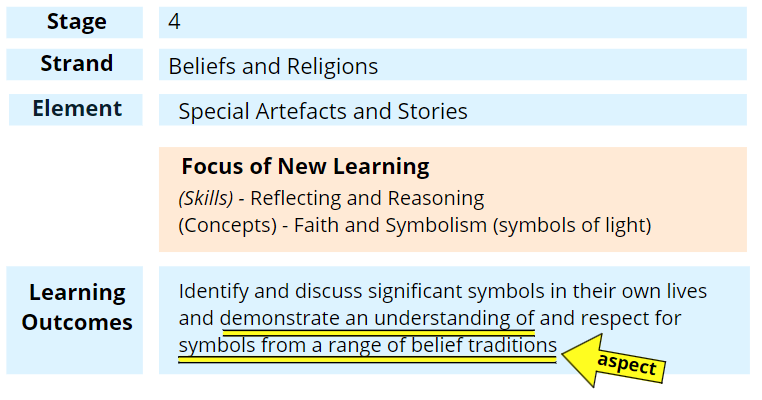 Stage
4
Strand
Beliefs and Religions
Element
Special Artefacts and Stories
Focus of New Learning
(Skills) - Reflecting and Reasoning
(Concepts) - Faith and Symbolism (symbols of light)
Learning
Outcomes
Identify and discuss significant symbols in their own lives
and demonstrate an understanding of and respect for
symbols from a range of belief traditions
aspect